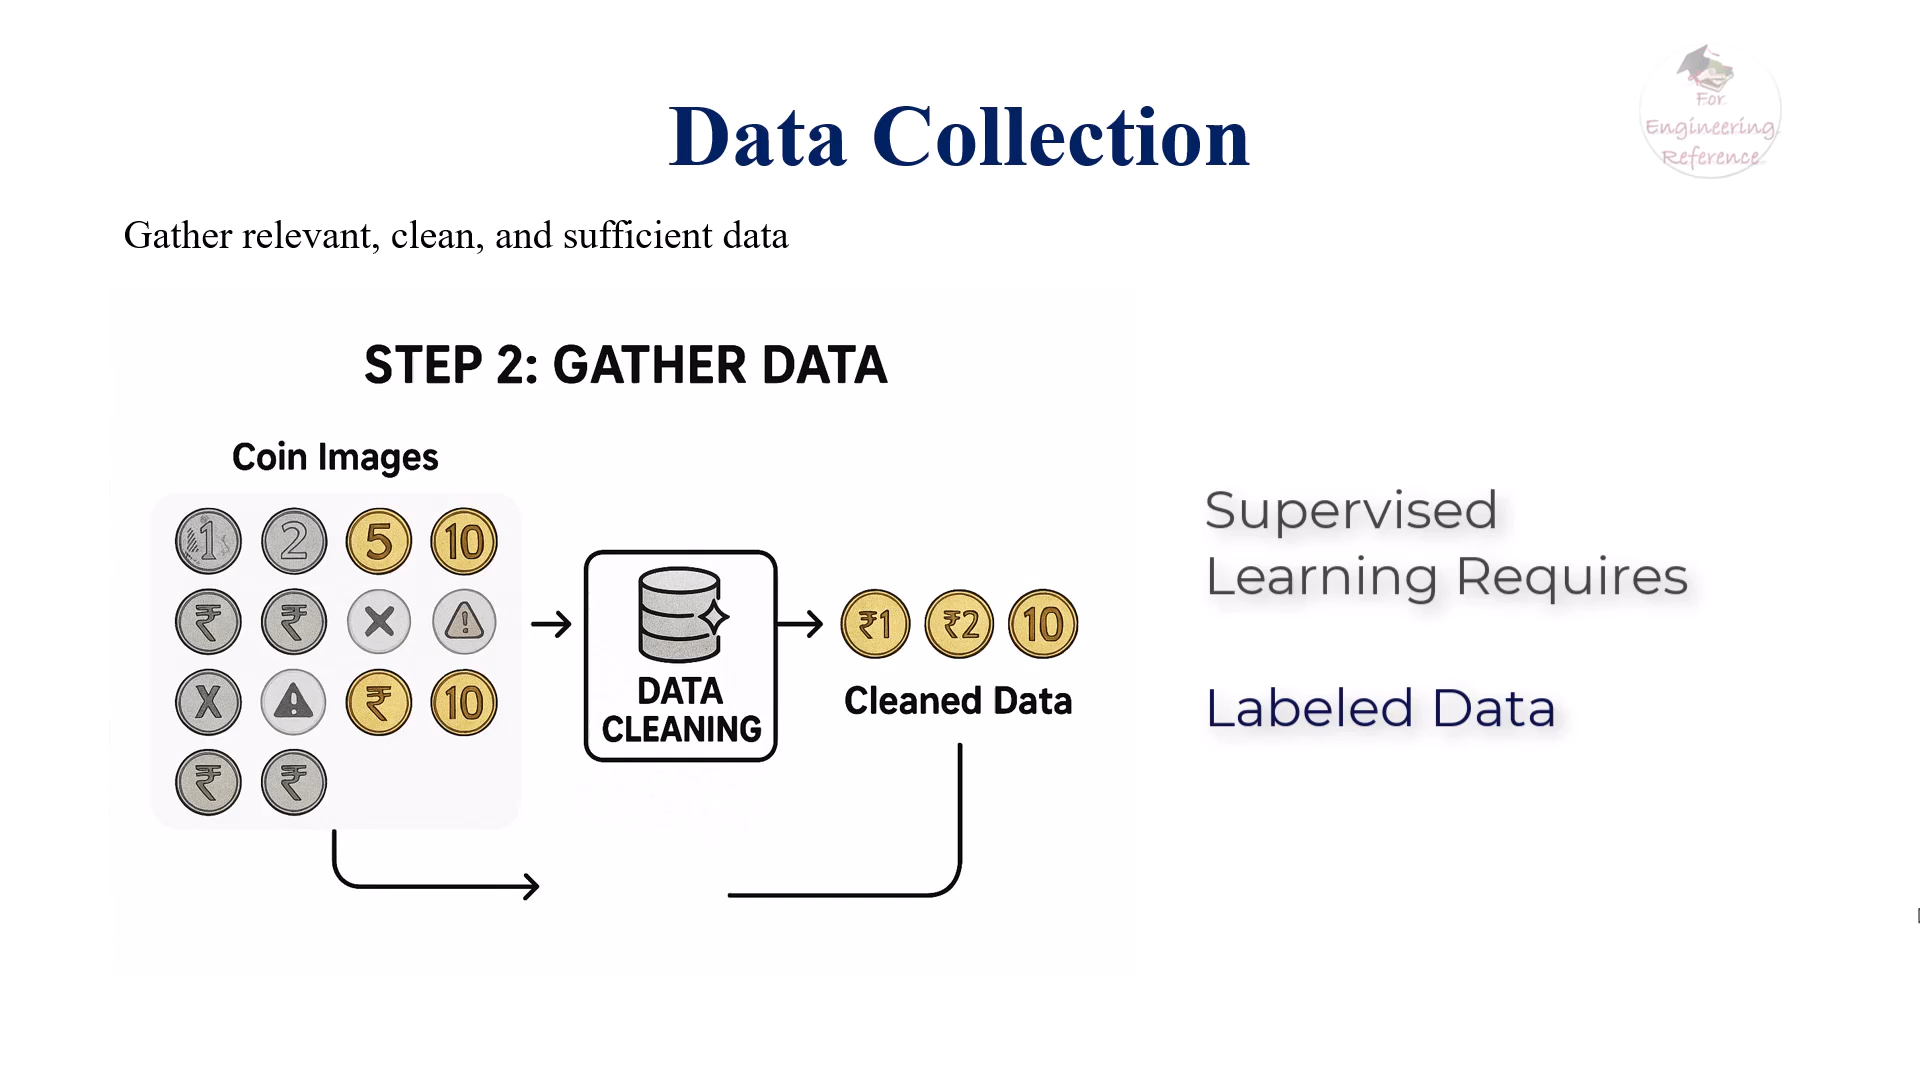 For
Engineering
Reference
Data Collection
Gather relevant, clean, and sufficient data
STEP 2: GATHER DATA
Coin Images
1 2 5 10
₹ ₹ X !
X ! ₹ 10
₹ ₹
DATA
CLEANING
₹1 ₹2 10
Cleaned Data
Supervised
Learning Requires
Labeled Data